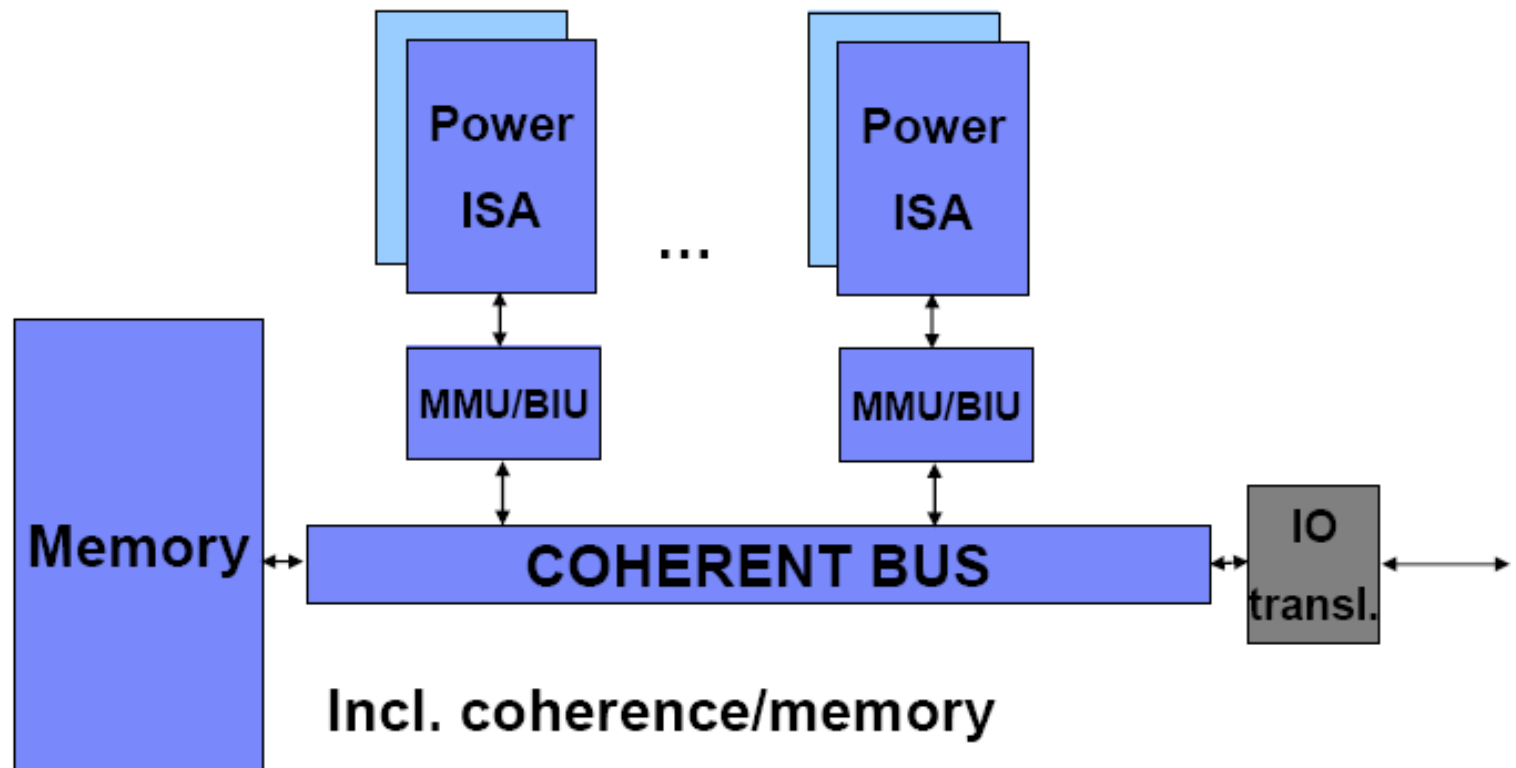 Power
ISA
...
Power
ISA
MMU/BIU
MMU/BIU
Memory
COHERENT BUS
IO
transl.
Incl. coherence/memory